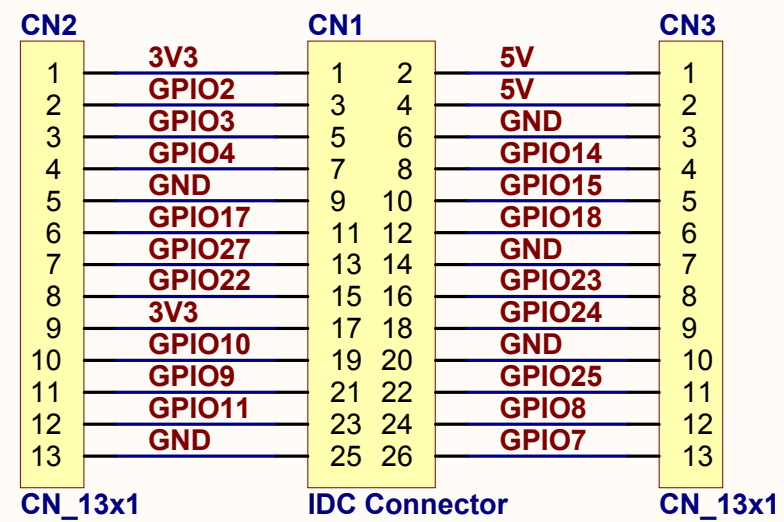 CN2 CN1 CN3
3V3 5V
1 1 2 1
GPIO2 5V
2 3 4 2
GPIO3 GND
3 5 6 3
GPIO4 GPIO14
4 7 8 4
GND GPIO15
5 9 10 5
GPIO17 GPIO18
6 11 12 6
GPIO27 GND
7 13 14 7
GPIO22 GPIO23
8 15 16 8
3V3 GPIO24
9 17 18 9
GPIO10 GND
10 19 20 10
GPIO9 GPIO25
11 21 22 11
GPIO11 GPIO8
12 23 24 12
GND GPIO7
13 25 26 13
CN_13x1 IDC Connector CN_13x1